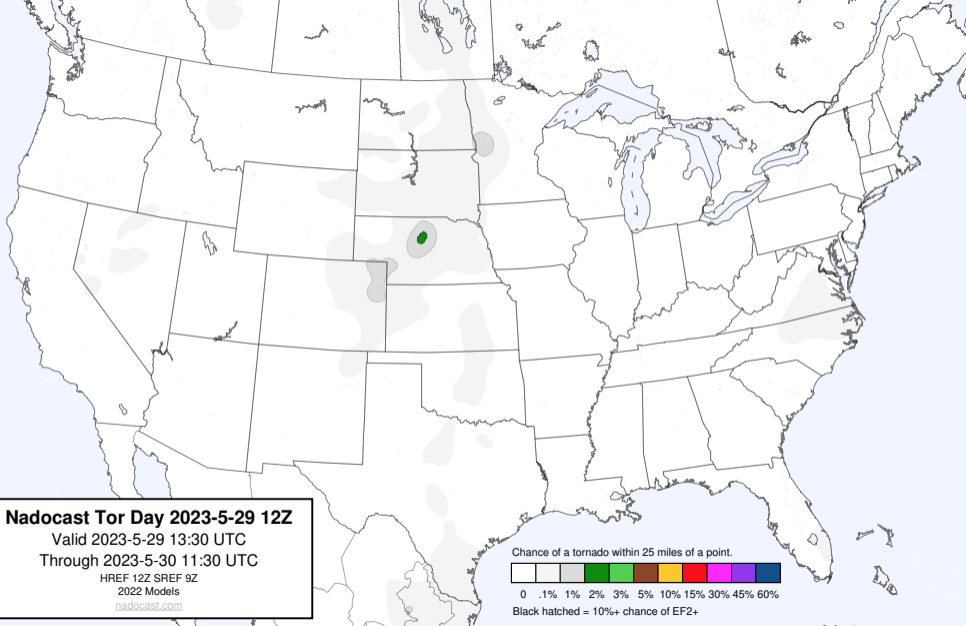 Nadocast Tor Day 2023-5-29 12Z
Valid 2023-5-29 13:30 UTC
Through 2023-5-30 11:30 UTC
HREF 12Z SREF 9Z
2022 Models
nadocast.com
Chance of a tornado within 25 miles of a point.
0 .1% 1% 2% 3% 5% 10% 15% 30% 45% 60%
Black hatched = 10%+ chance of EF2+